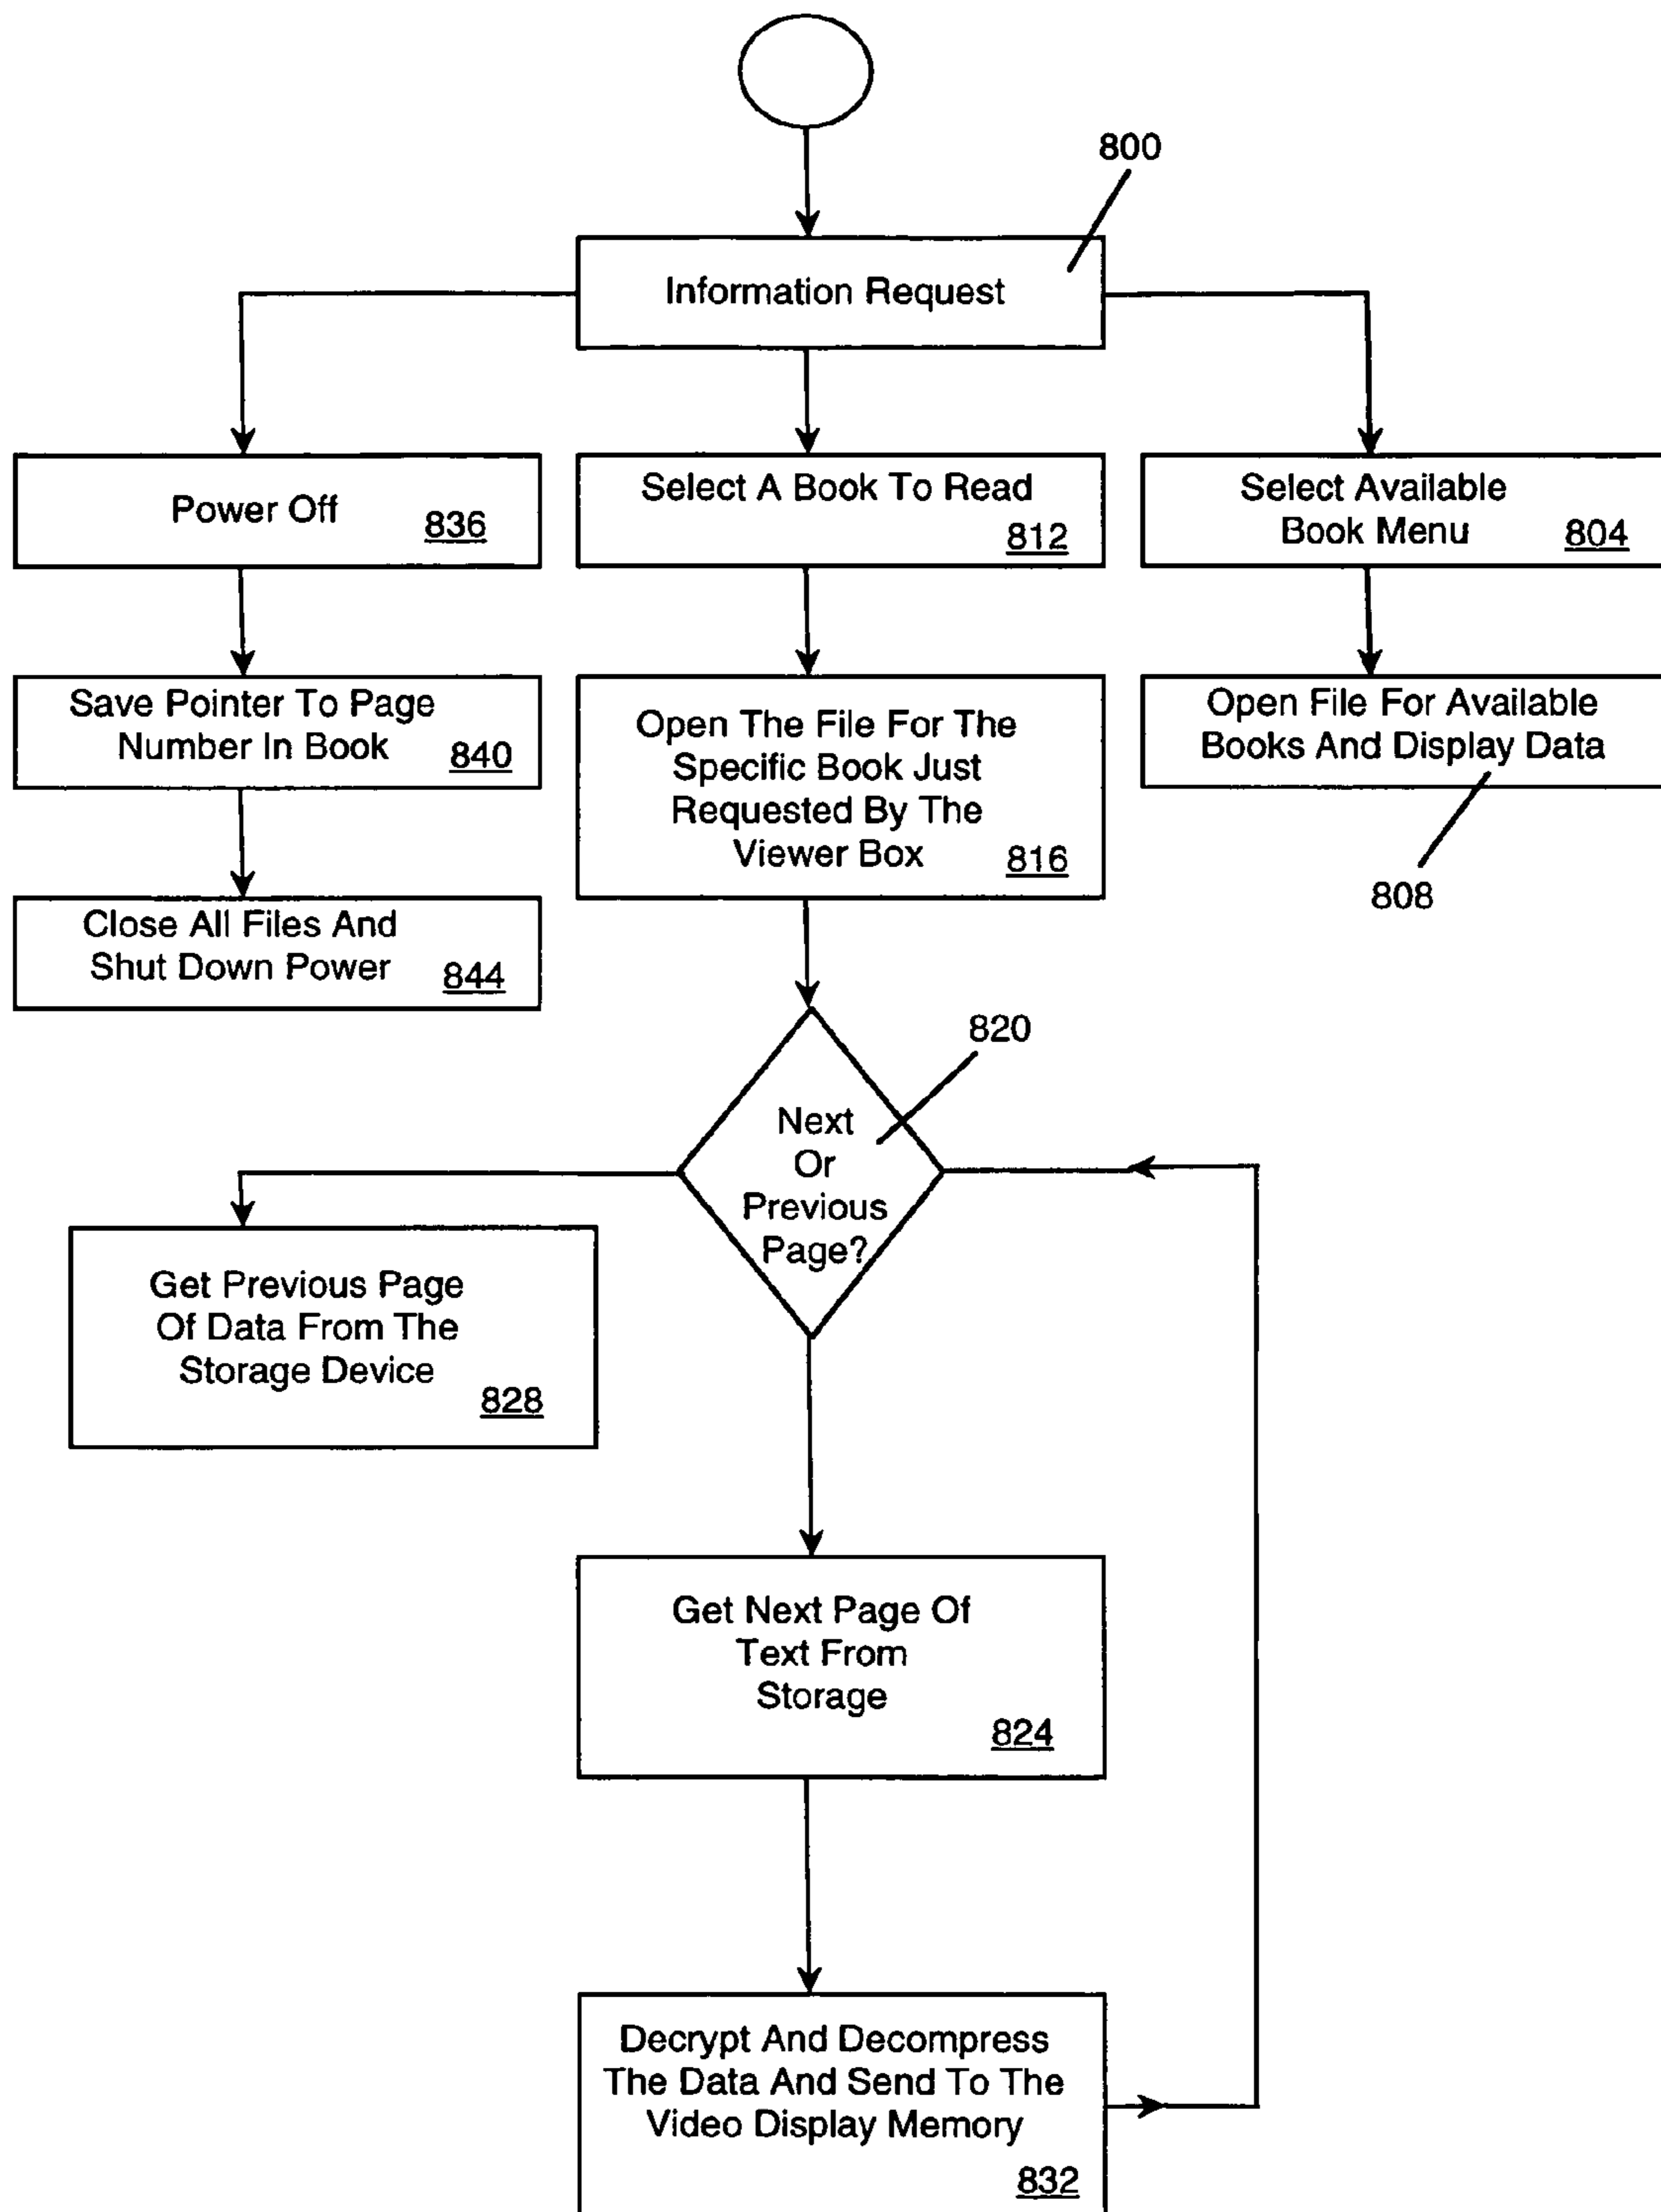 800
Information Request
Power Off
836
Select A Book To Read
812
Select Available
Book Menu
804
Save Pointer To Page
Number In Book
840
Open The File For The
Specific Book Just
Requested By The
Viewer Box
816
Open File For Available
Books And Display Data
808
Close All Files And
Shut Down Power
844
820
Next
Or
Previous
Page?
Get Previous Page
Of Data From The
Storage Device
828
Get Next Page Of
Text From
Storage
824
Decrypt And Decompress
The Data And Send To The
Video Display Memory
832